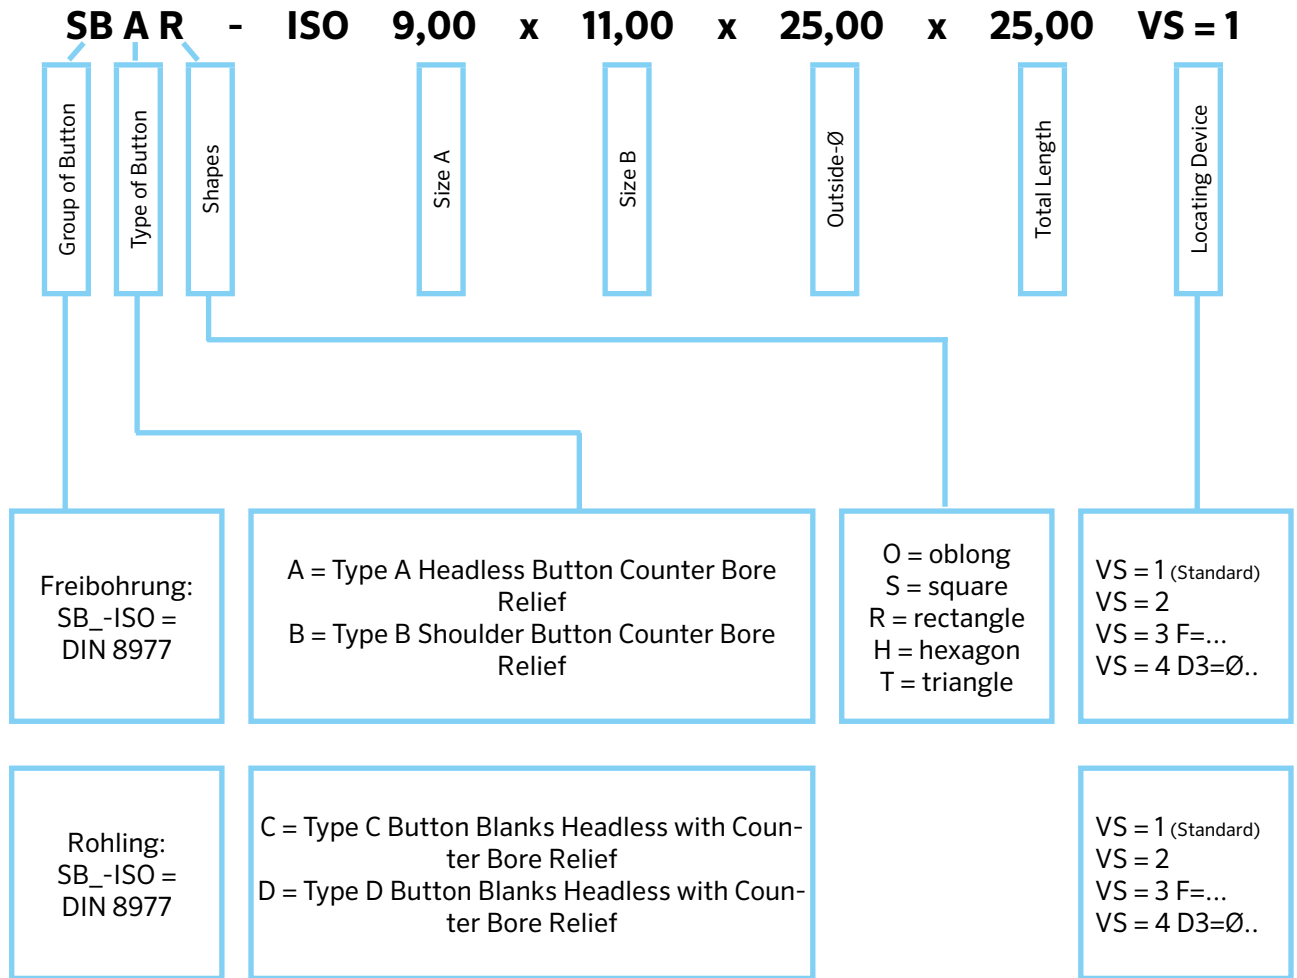 SB A R - ISO 9,00 x 11,00 x 25,00 x 25,00 VS = 1
Group of Button
Type of Button
Shapes
Size A
Size B
Outside-Ø
Total Length
Locating Device
Freibohrung:
SB_-ISO =
DIN 8977
A = Type A Headless Button Counter Bore
Relief
B = Type B Shoulder Button Counter Bore
Relief
O = oblong
S = square
R = rectangle
H = hexagon
T = triangle
VS = 1 (Standard)
VS = 2
VS = 3 F=...
VS = 4 D3=Ø..
Rohling:
SB_-ISO =
DIN 8977
C = Type C Button Blanks Headless with Coun-
ter Bore Relief
D = Type D Button Blanks Headless with Coun-
ter Bore Relief
VS = 1 (Standard)
VS = 2
VS = 3 F=...
VS = 4 D3=Ø..